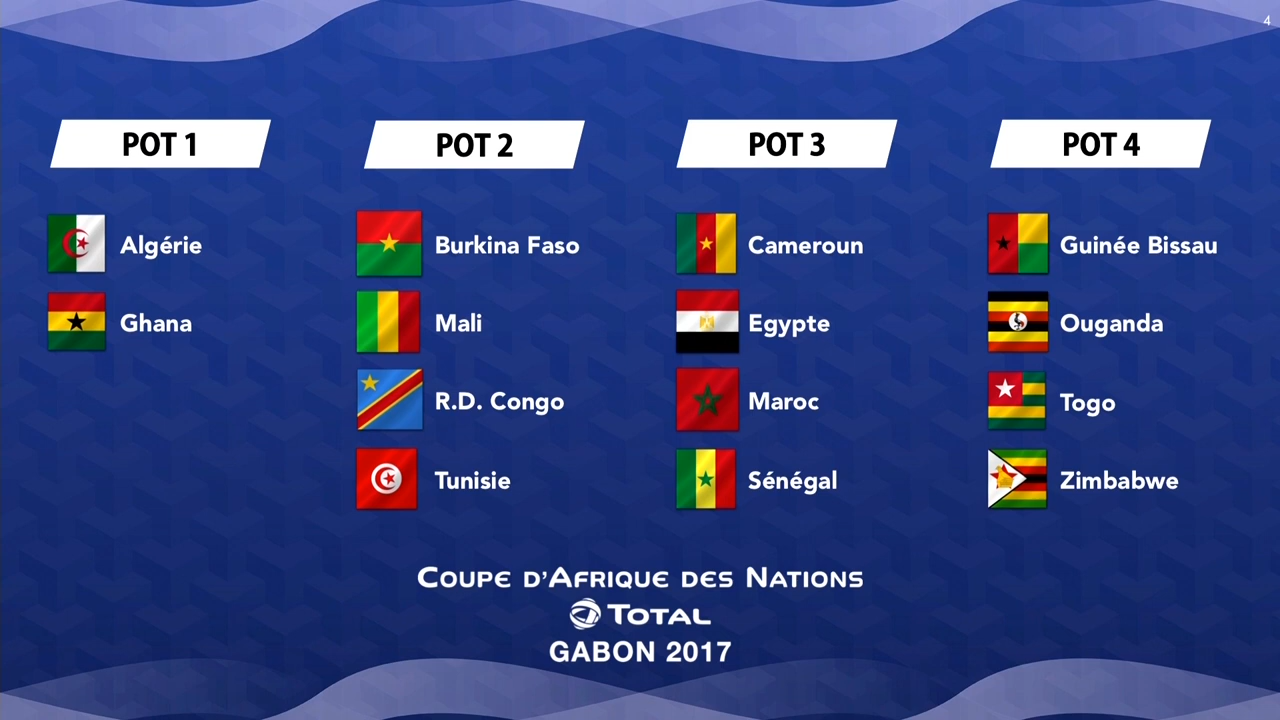 4
POT 1
Algérie
Ghana
POT 2
Burkina Faso
Mali
R.D. Congo
Tunisie
POT 3
Cameroun
Egypte
Maroc
Sénégal
POT 4
Guinée Bissau
Ouganda
Togo
Zimbabwe
COUPE D'AFRIQUE DES NATIONS
TOTAL
GABON 2017